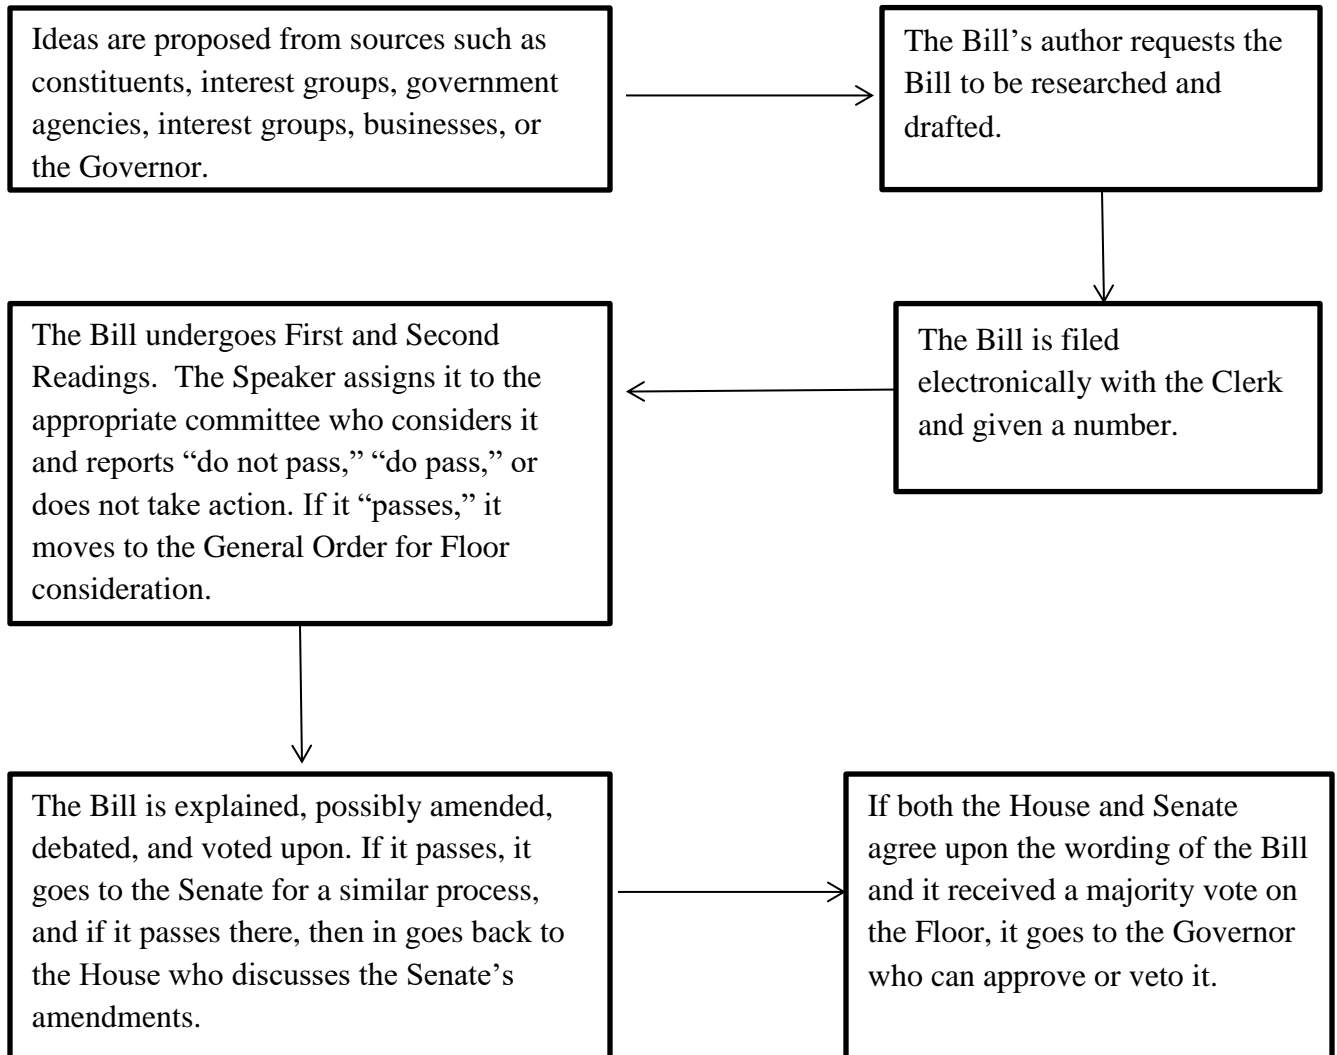 Ideas are proposed from sources such as
constituents, interest groups, government
agencies, interest groups, businesses, or
the Governor.
The Bill’s author requests the
Bill to be researched and
drafted.
The Bill is filed
electronically with the Clerk
and given a number.
The Bill undergoes First and Second
Readings.  The Speaker assigns it to the
appropriate committee who considers it
and reports “do not pass,” “do pass,” or
does not take action. If it “passes,” it
moves to the General Order for Floor
consideration.
The Bill is explained, possibly amended,
debated, and voted upon. If it passes, it
goes to the Senate for a similar process,
and if it passes there, then in goes back to
the House who discusses the Senate’s
amendments.
If both the House and Senate
agree upon the wording of the Bill
and it received a majority vote on
the Floor, it goes to the Governor
who can approve or veto it.